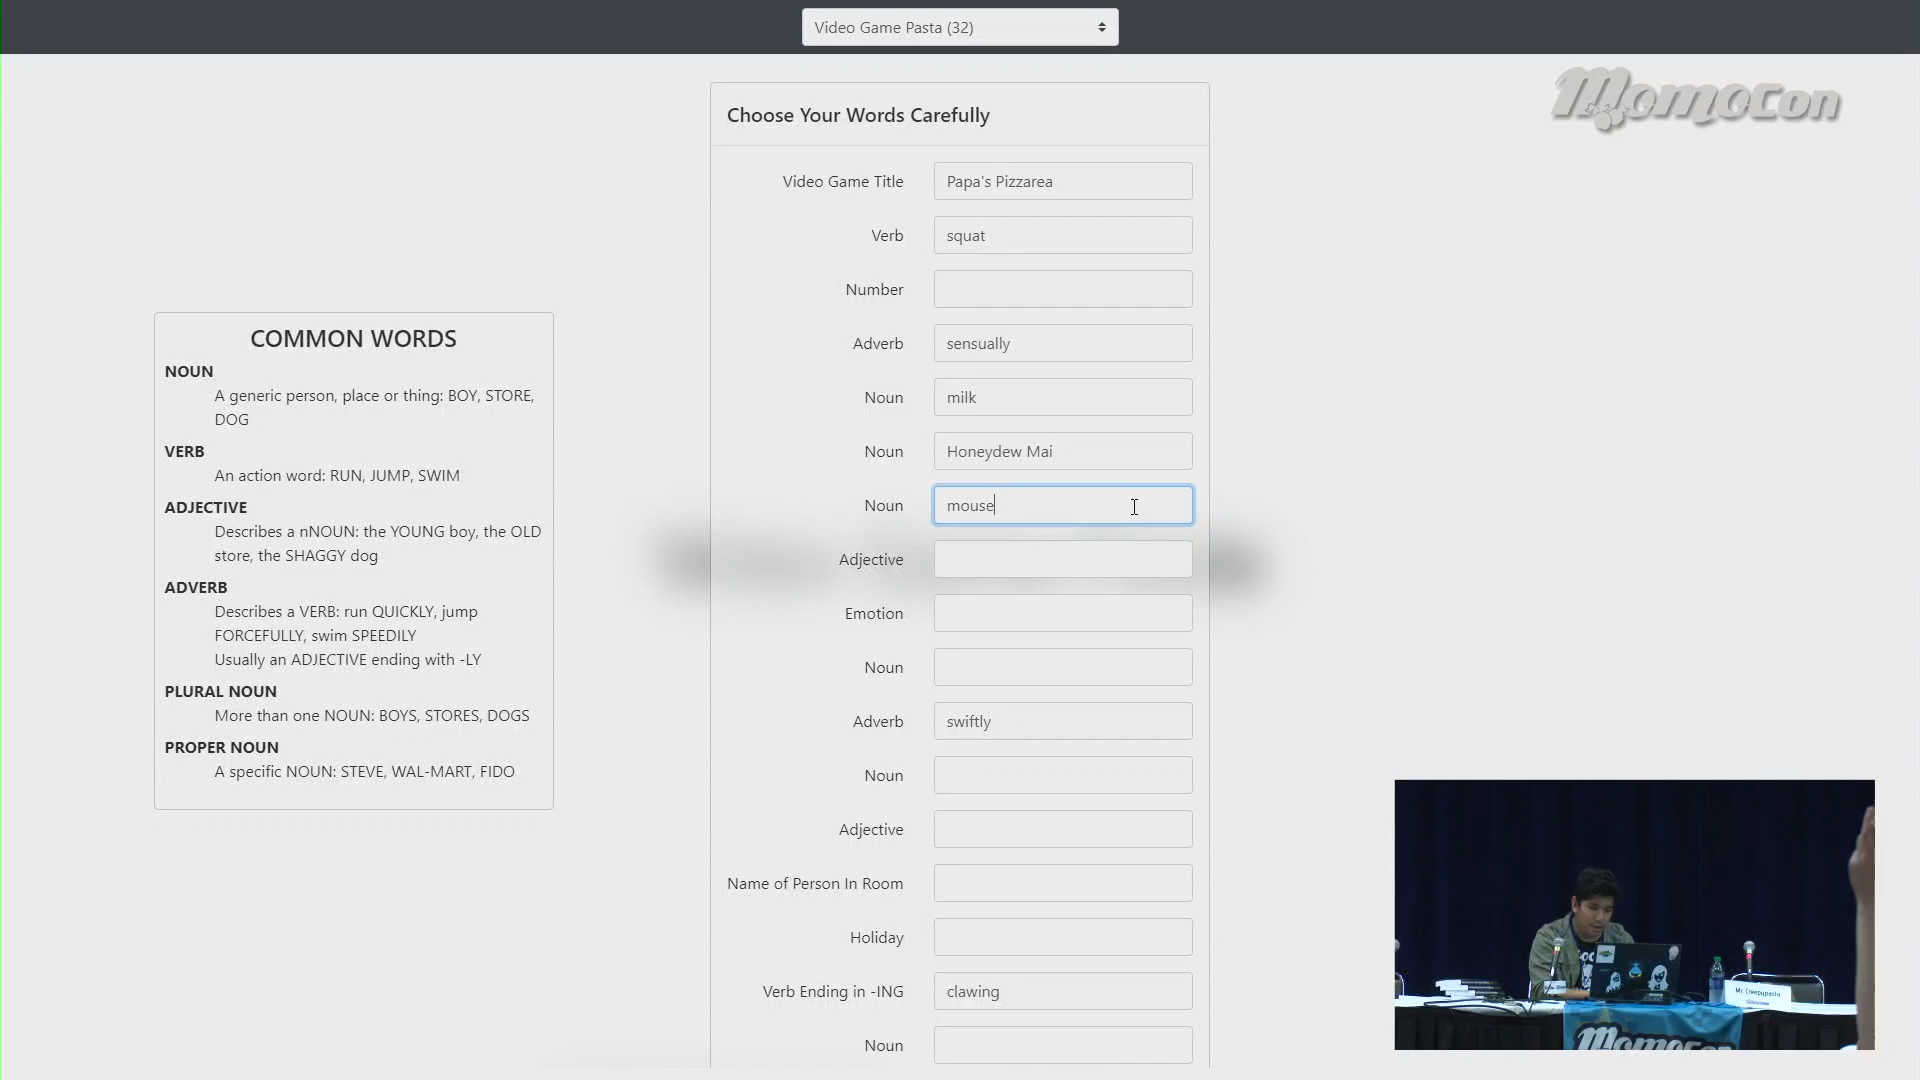 Video Game Pasta (32)
MomoCon
Choose Your Words Carefully
Video Game Title Papa's Pizzarea
Verb squat
Number
Adverb sensually
Noun milk
Noun Honeydew Mai
Noun mouse
Adjective
Emotion
Noun
Adverb swiftly
Noun
Adjective
Name of Person In Room
Holiday
Verb Ending in -ING clawing
Noun
COMMON WORDS
NOUN
A generic person, place or thing: BOY, STORE,
DOG
VERB
An action word: RUN, JUMP, SWIM
ADJECTIVE
Describes a nNOUN: the YOUNG boy, the OLD
store, the SHAGGY dog
ADVERB
Describes a VERB: run QUICKLY, jump
FORCEFULLY, swim SPEEDILY
Usually an ADJECTIVE ending with -LY
PLURAL NOUN
More than one NOUN: BOYS, STORES, DOGS
PROPER NOUN
A specific NOUN: STEVE, WAL-MART, FIDO
Mr. Creepypasta
MomoCon